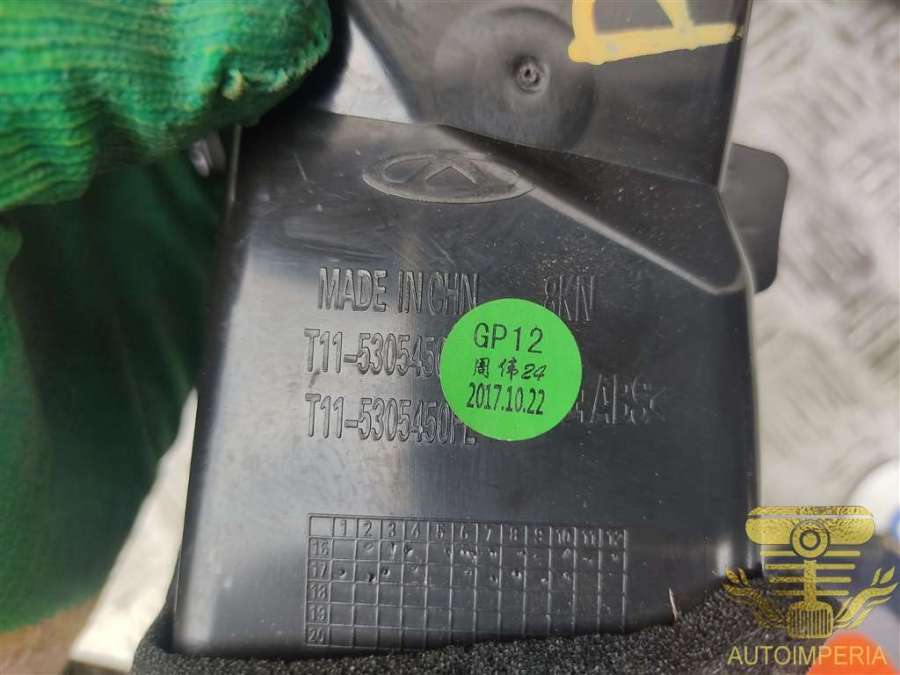 MADE IN CHN 8KN
T11-5305450
T11-5305450
ABS<
GP12
周伟24
2017.10.22
1 2 3 4 5 6 7 8 9 10 11 12
16
17
18
19
20
AUTOIMPERIA